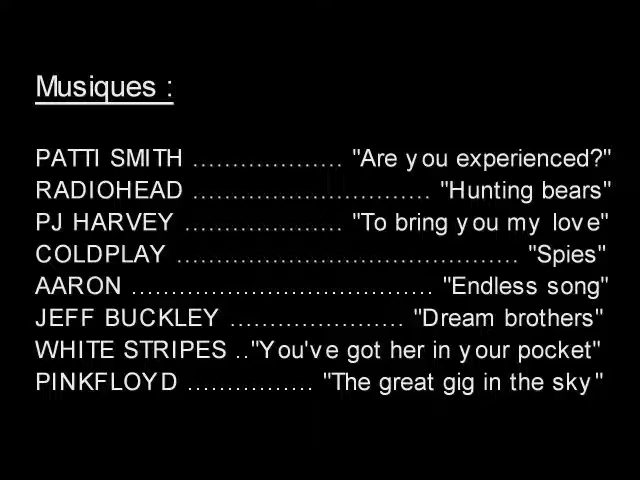 Musiques :
PATTI SMITH ................... "Are you experienced?"
RADIOHEAD .............................. "Hunting bears"
PJ HARVEY .................... "To bring you my love"
COLDPLAY ........................................... "Spies"
AARON ...................................... "Endless song"
JEFF BUCKLEY ...................... "Dream brothers"
WHITE STRIPES .."You've got her in your pocket"
PINKFLOYD ................ "The great gig in the sky"